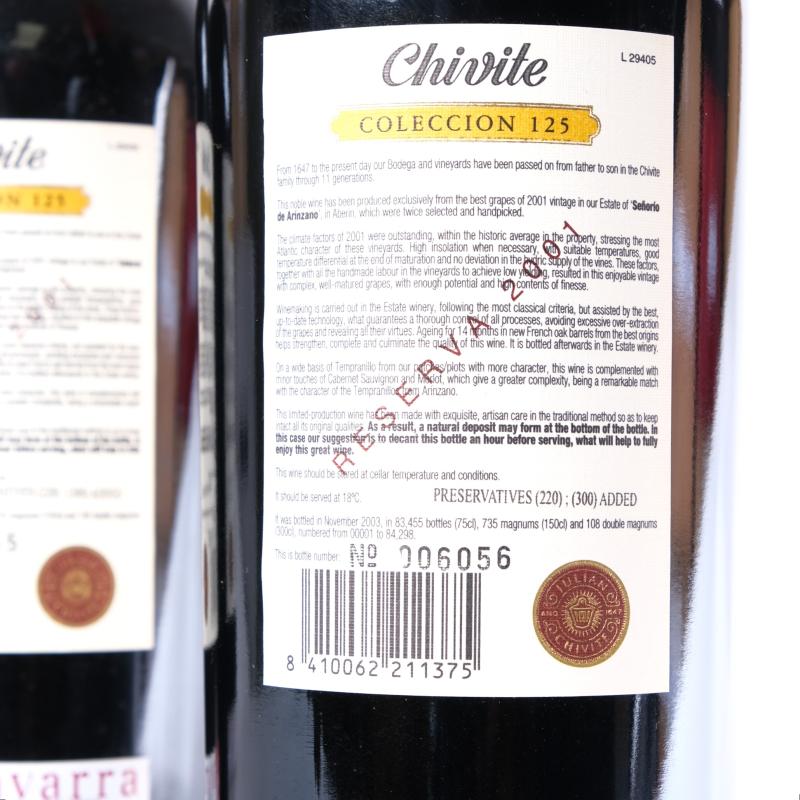 Chivite
L 29405
COLECCION 125
From 1647 to the present day our Bodega and vineyards have been passed on from father to son in the Chivite
family through 11 generations.
This noble wine has been produced exclusively from the best grapes of 2001 vintage in our Estate of 'Señorío
de Arinzano', in Aberin, which were twice selected and handpicked.
The climate factors of 2001 were outstanding, within the historic average in the property, stressing the most
Atlantic character of these vineyards. High insolation when necessary, with suitable temperatures, good
temperature differential at the end of maturation and no deviation in the hydric supply of the vines. These factors,
together with all the handmade labour in the vineyards to achieve low yielding, resulted in this enjoyable vintage
with complex, well-matured grapes, with enough potential and high contents of finesse.
Winemaking is carried out in the Estate winery, following the most classical criteria, but assisted by the best,
up-to-date technology, what guarantees a thorough control of all processes, avoiding excessive over-extraction
of the grapes and revealing all their virtues. Ageing for 14 months in new French oak barrels from the best origins
helps strengthen, complete and culminate the quality of this wine. It is bottled afterwards in the Estate winery.
On a wide basis of Tempranillo from our patches/plots with more character, this wine is complemented with
minor touches of Cabernet Sauvignon and Merlot, which give a greater complexity, being a remarkable match
with the character of the Tempranillo from Arinzano.
This limited-production wine has been made with exquisite, artisan care in the traditional method so as to keep
intact all its original qualities. As a result, a natural deposit may form at the bottom of the bottle. In
this case our suggestion is to decant this bottle an hour before serving, what will help to fully
enjoy this great wine.
RESERVA 2001
This wine should be stored at cellar temperature and conditions.
It should be served at 18ºC.
PRESERVATIVES (220) ; (300) ADDED
It was bottled in November 2003, in 83,455 bottles (75cl), 735 magnums (150cl) and 108 double magnums
(300cl), numbered from 00001 to 84,298.
This is bottle number: Nº 006056
8 410062 211375
JULIAN
AÑO 1647
CHIVITE
ite
N 125
5
varra